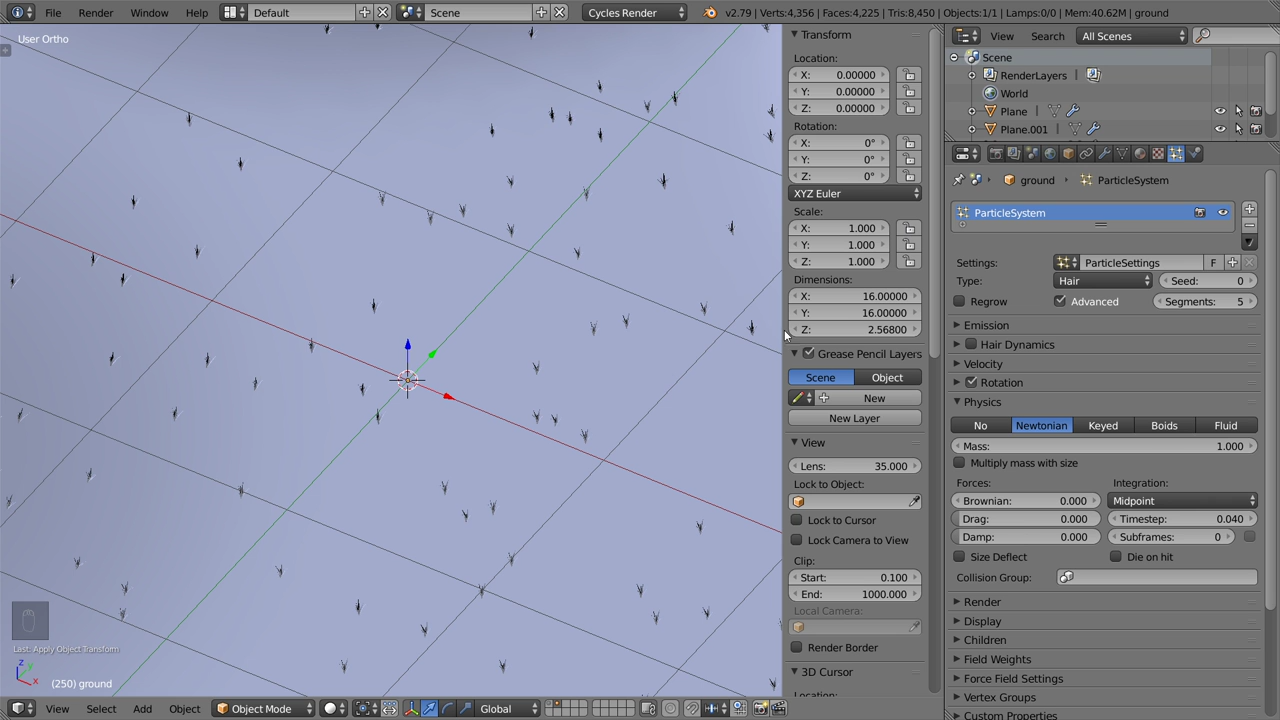 File Render Window Help Default Scene Cycles Render v2.79 | Verts:4,356 | Faces:4,225 | Tris:8,450 | Objects:1/1 | Lamps:0/0 | Mem:40.62M | ground
User Ortho
Last: Apply Object Transform
z y x
(250) ground
View Select Add Object Object Mode Global
Transform
Location:
X: 0.00000
Y: 0.00000
Z: 0.00000
Rotation:
X: 0°
Y: 0°
Z: 0°
XYZ Euler
Scale:
X: 1.000
Y: 1.000
Z: 1.000
Dimensions:
X: 16.00000
Y: 16.00000
Z: 2.56800
Grease Pencil Layers
Scene Object
New
New Layer
View
Lens: 35.000
Lock to Object:
Lock to Cursor
Lock Camera to View
Clip:
Start: 0.100
End: 1000.000
Local Camera:
Render Border
3D Cursor
Location:
View Search All Scenes
Scene
RenderLayers |
World
Plane |
Plane.001 |
ground ParticleSystem
ParticleSystem
Settings: ParticleSettings F
Type: Hair Seed: 0
Regrow Advanced Segments: 5
Emission
Hair Dynamics
Velocity
Rotation
Physics
No Newtonian Keyed Boids Fluid
Mass: 1.000
Multiply mass with size
Forces: Integration:
Brownian: 0.000 Midpoint
Drag: 0.000 Timestep: 0.040
Damp: 0.000 Subframes: 0
Size Deflect Die on hit
Collision Group:
Render
Display
Children
Field Weights
Force Field Settings
Vertex Groups
Custom Properties